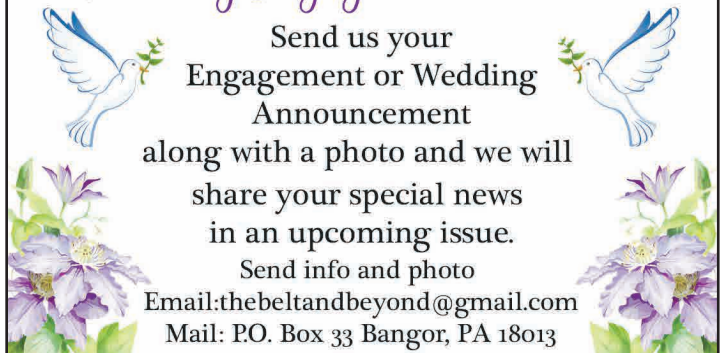 Send us your
Engagement or Wedding
Announcement
along with a photo and we will
share your special news
in an upcoming issue.
Send info and photo
Email:thebeltandbeyond@gmail.com
Mail: P.O. Box 33 Bangor, PA 18013